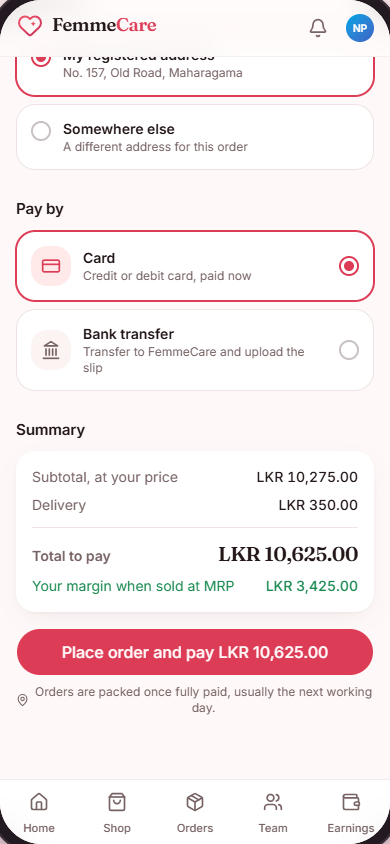 FemmeCare
NP
My registered address
No. 157, Old Road, Maharagama
Somewhere else
A different address for this order
Pay by
Card
Credit or debit card, paid now
Bank transfer
Transfer to FemmeCare and upload the
slip
Summary
Subtotal, at your price LKR 10,275.00
Delivery LKR 350.00
Total to pay LKR 10,625.00
Your margin when sold at MRP LKR 3,425.00
Place order and pay LKR 10,625.00
Orders are packed once fully paid, usually the next working
day.
Home Shop Orders Team Earnings